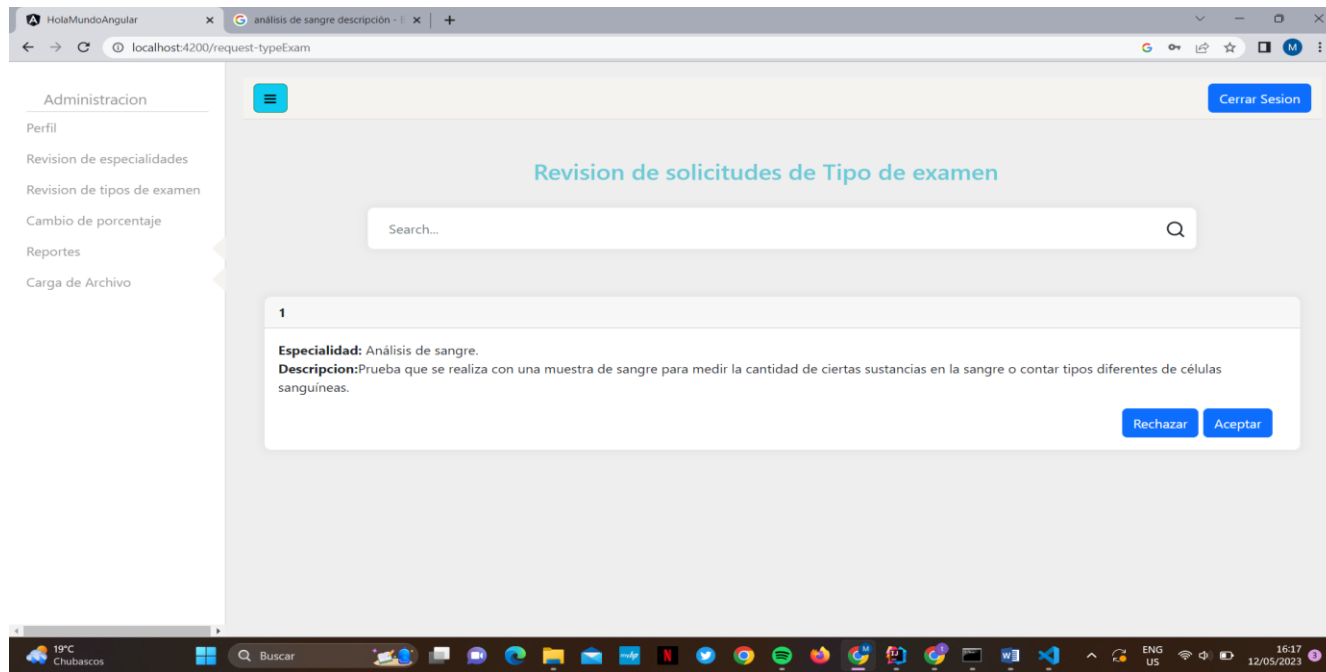 HolaMundoAngular
análisis de sangre descripción -
localhost:4200/request-typeExam
M
Administracion
Cerrar Sesion
Perfil
Revision de especialidades
Revision de tipos de examen
Cambio de porcentaje
Reportes
Carga de Archivo
Revision de solicitudes de Tipo de examen
Search...
1
Especialidad: Análisis de sangre.
Descripcion:Prueba que se realiza con una muestra de sangre para medir la cantidad de ciertas sustancias en la sangre o contar tipos diferentes de células
sanguíneas.
Rechazar Aceptar
19°C
Chubascos
Buscar
ENG
US
16:17
12/05/2023
3